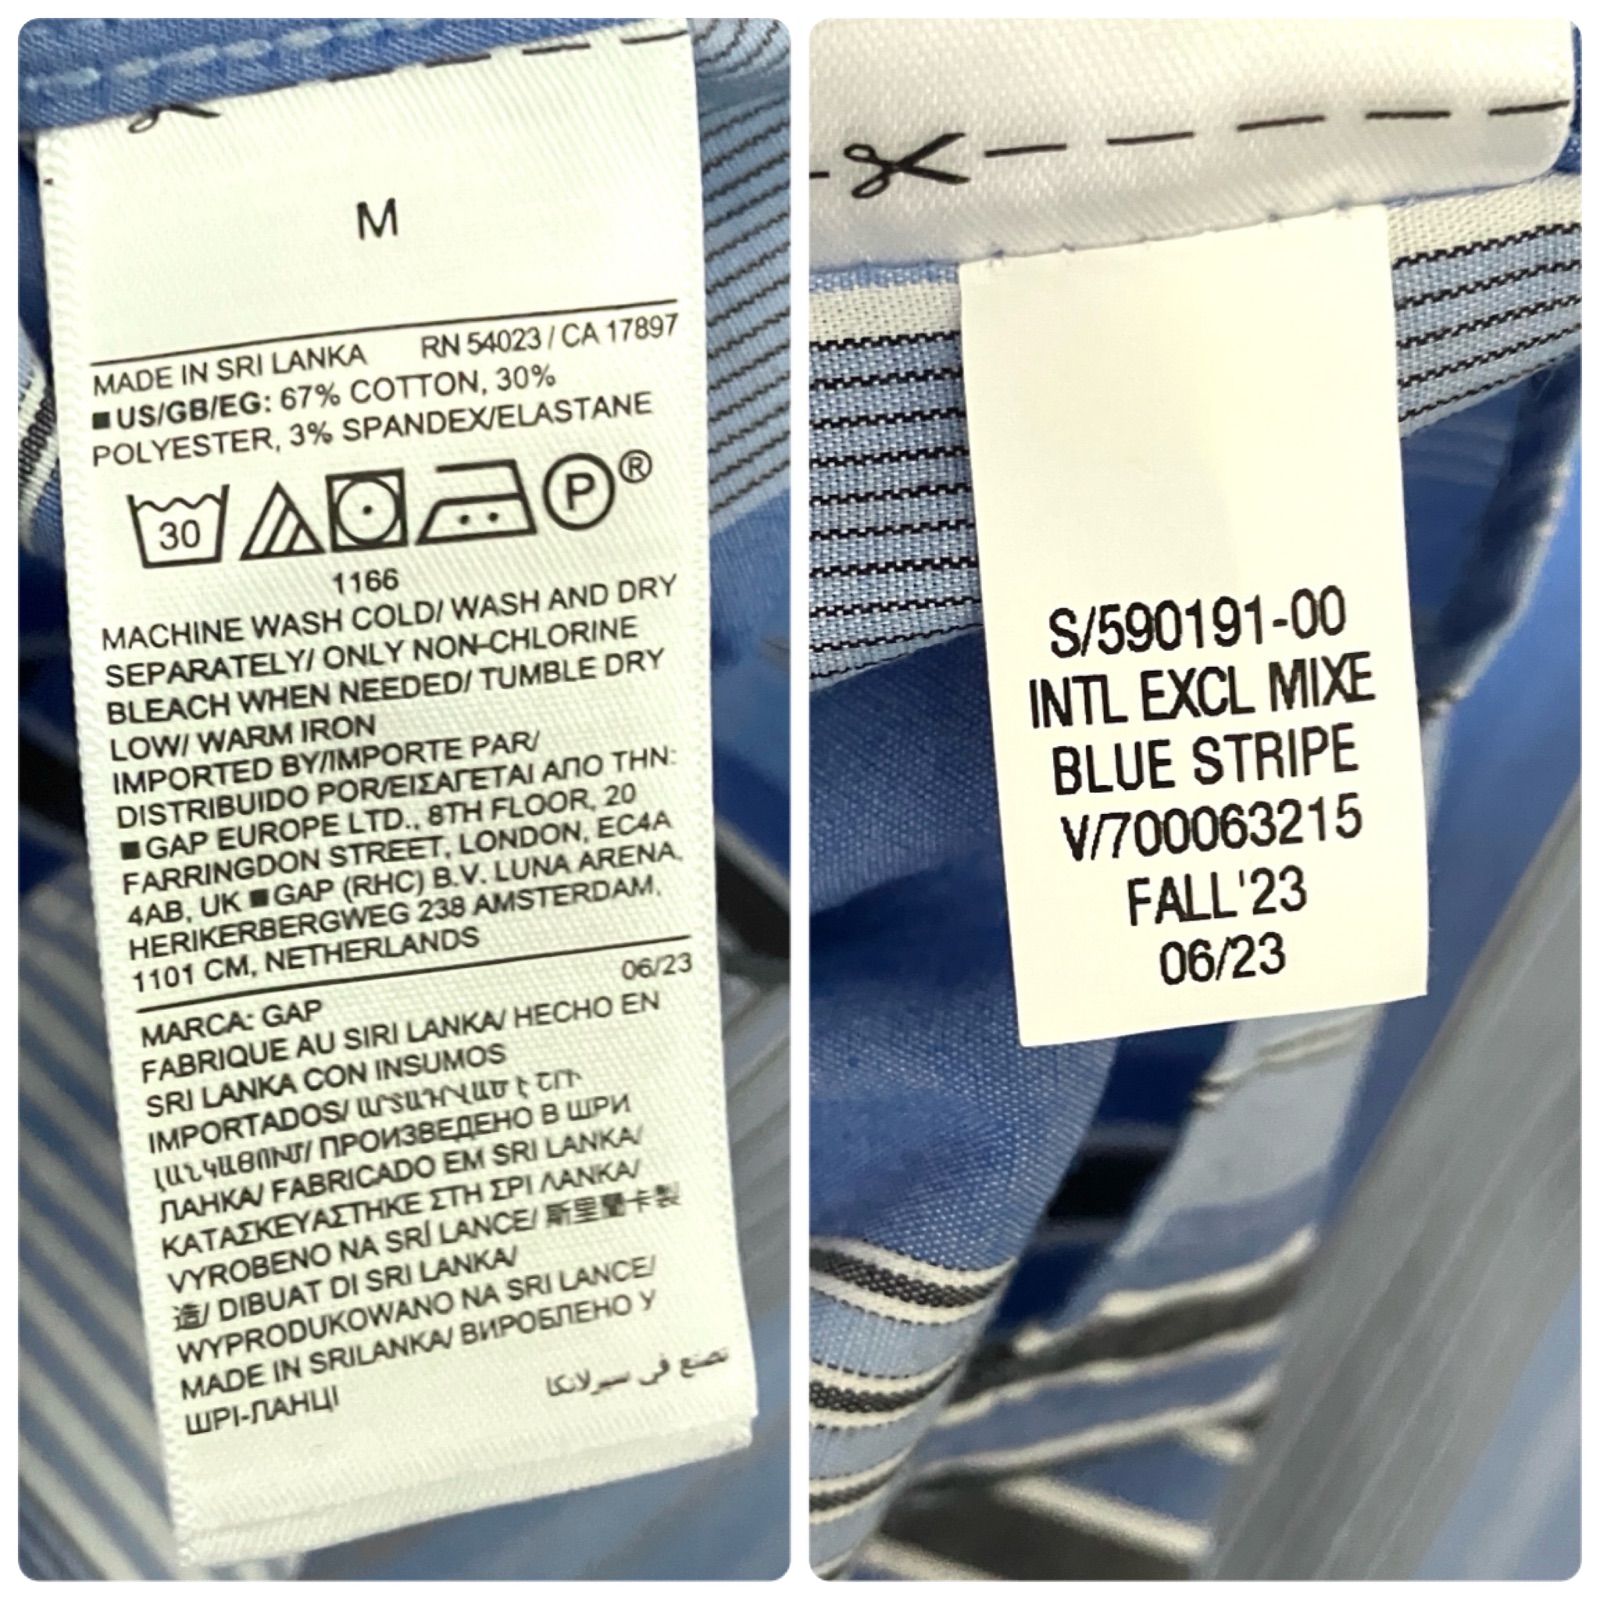 M
MADE IN SRI LANKA RN 54023 / CA 17897
■US/GB/EG: 67% COTTON, 30%
POLYESTER, 3% SPANDEX/ELASTANE
30 P ®
1166
MACHINE WASH COLD/ WASH AND DRY
SEPARATELY/ ONLY NON-CHLORINE
BLEACH WHEN NEEDED/ TUMBLE DRY
LOW/ WARM IRON
IMPORTED BY/IMPORTE PAR/
DISTRIBUIDO POR/ΕΙΣΑΓΕΤΑΙ ΑΠΟ ΤΗΝ:
■GAP EUROPE LTD., 8TH FLOOR, 20
FARRINGDON STREET, LONDON, EC4A
4AB, UK ■GAP (RHC) B.V. LUNA ARENA,
HERIKERBERGWEG 238 AMSTERDAM,
1101 CM, NETHERLANDS
06/23
MARCA: GAP
FABRIQUE AU SIRI LANKA/ HECHO EN
SRI LANKA CON INSUMOS
IMPORTADOS/ ԱՐՏԱԴՐՎԱԾ Է ՇՐԻ
ԼԱՆԿԱՅՈՒՄ/ ПРОИЗВЕДЕНО В ШРИ
ЛАНКА/ FABRICADO EM SRI LANKA/
ΚΑΤΑΣΚΕΥΑΣΤΗΚΕ ΣΤΗ ΣΡΙ ΛΑΝΚΑ/
VYROBENO NA SRÍ LANCE/ 斯里蘭卡製
造/ DIBUAT DI SRI LANKA/
WYPRODUKOWANO NA SRI LANCE/
MADE IN SRILANKA/ ВИРОБЛЕНО У
ШРІ-ЛАНЦІ
تصنع في سيرلانكا
S/590191-00
INTL EXCL MIXE
BLUE STRIPE
V/700063215
FALL'23
06/23